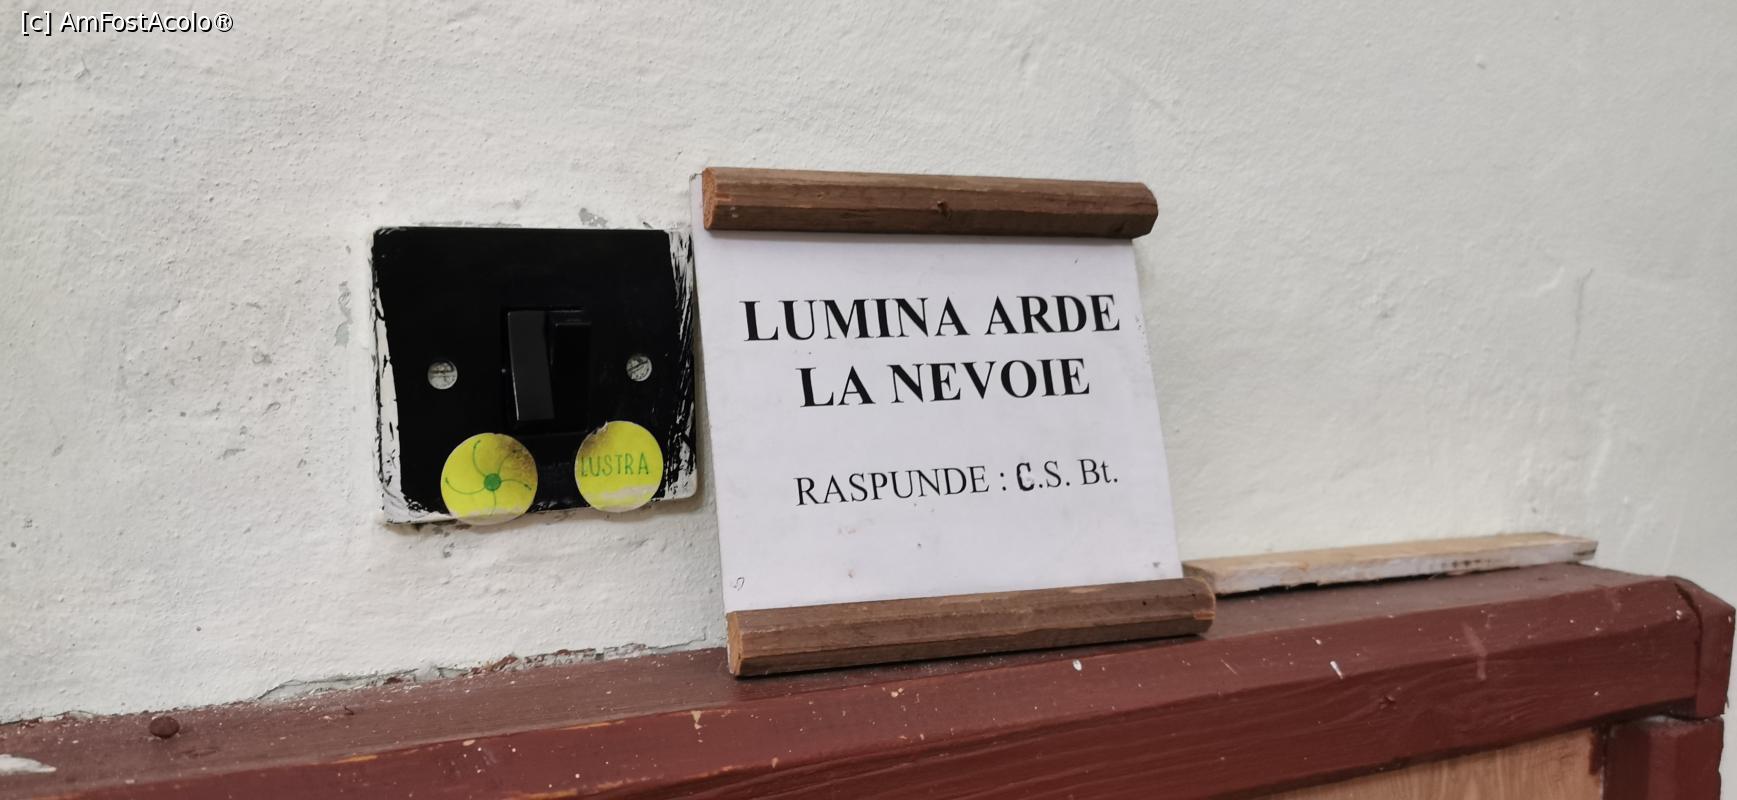 [c] AmFostAcolo®
LUMINA ARDE
LA NEVOIE
RASPUNDE : C.S. Bt.
LUSTRA